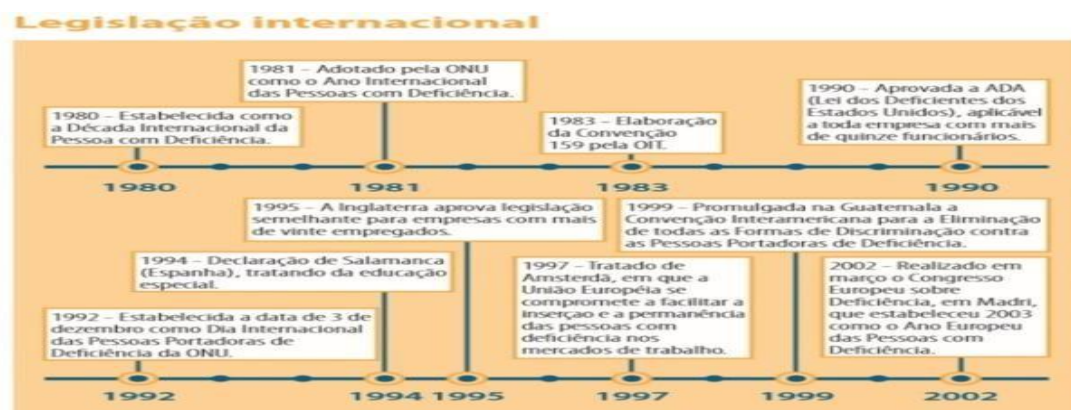 Legislação internacional
1980 – Estabelecida como
a Década Internacional da
Pessoa com Deficiência.
1981 – Adotado pela ONU
como o Ano Internacional
das Pessoas com Deficiência.
1983 – Elaboração
da Convenção
159 pela OIT.
1990 – Aprovada a ADA
(Lei dos Deficientes dos
Estados Unidos), aplicável
a toda empresa com mais
de quinze funcionários.
1980
1981
1983
1990
1992 – Estabelecida a data de 3 de
dezembro como Dia Internacional
das Pessoas Portadoras de
Deficiência da ONU.
1994 – Declaração de Salamanca
(Espanha), tratando da educação
especial.
1995 – A Inglaterra aprova legislação
semelhante para empresas com mais
de vinte empregados.
1997 – Tratado de
Amsterdã, em que a
União Européia se
compromete a facilitar a
inserçao e a permanência
das pessoas com
deficiência nos
mercados de trabalho.
1999 – Promulgada na Guatemala a
Convenção Interamericana para a Eliminação
de todas as Formas de Discriminação contra
as Pessoas Portadoras de Deficiência.
2002 – Realizado em
março o Congresso
Europeu sobre
Deficiência, em Madri,
que estabeleceu 2003
como o Ano Europeu
das Pessoas com
Deficiência.
1992
1994
1995
1997
1999
2002